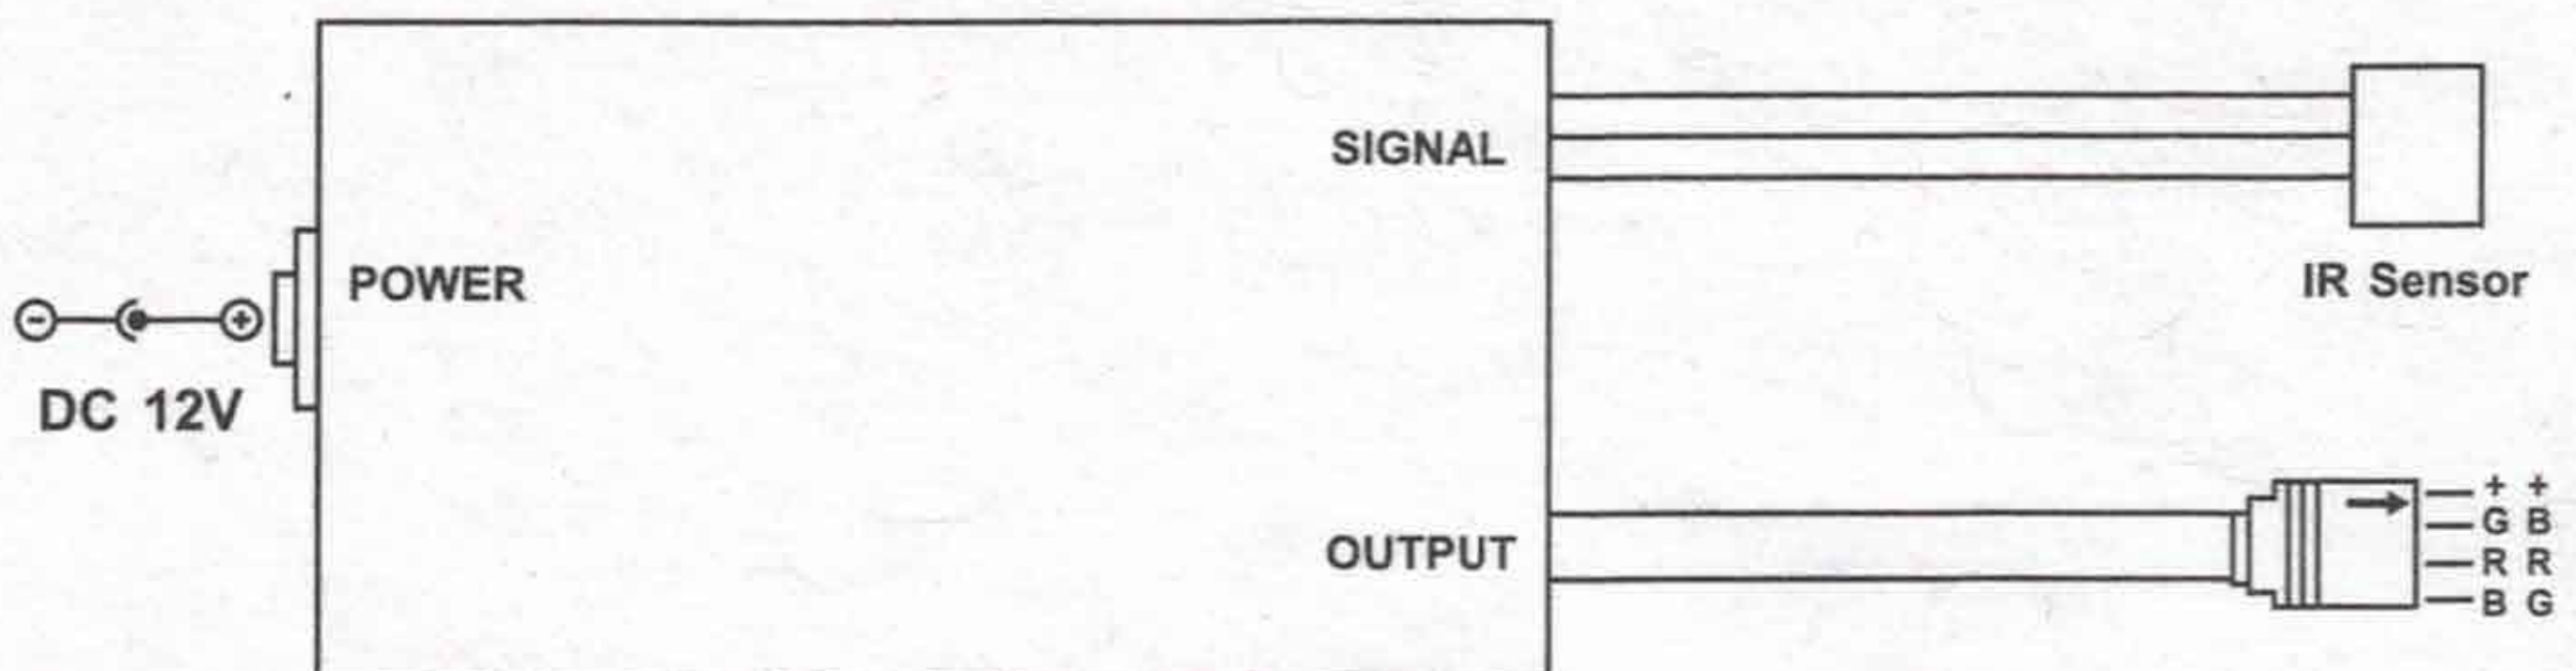 SIGNAL
IR Sensor
POWER
DC 12V
OUTPUT
+ +
G B
R R
B G